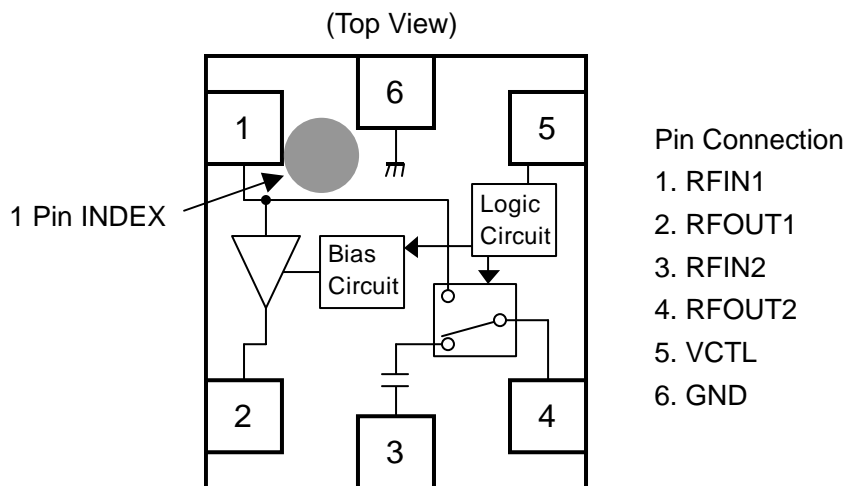 (Top View)
1
6
5
1 Pin INDEX
Logic
Circuit
Bias
Circuit
2
3
4
Pin Connection
1. RFIN1
2. RFOUT1
3. RFIN2
4. RFOUT2
5. VCTL
6. GND